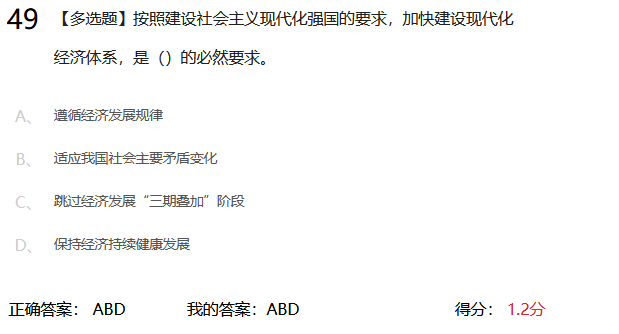 49 【多选题】按照建设社会主义现代化强国的要求，加快建设现代化
经济体系，是（）的必然要求。
A、 遵循经济发展规律
B、 适应我国社会主要矛盾变化
C、 跳过经济发展“三期叠加”阶段
D、 保持经济持续健康发展
正确答案： ABD 我的答案：ABD 得分： 1.2分